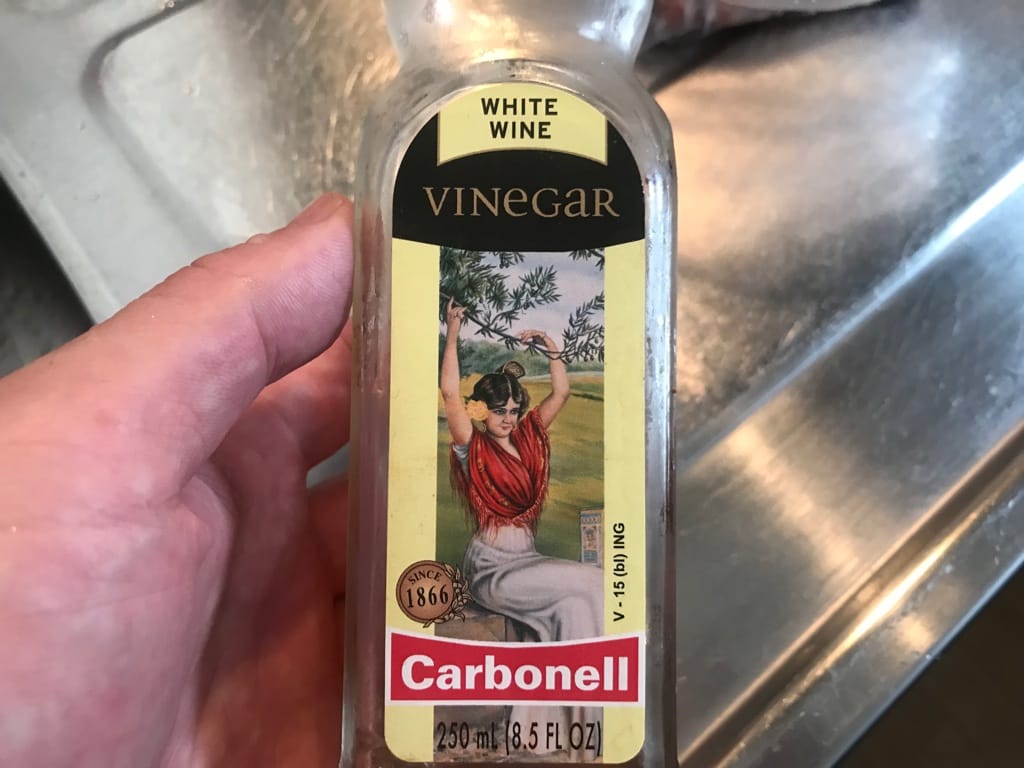 WHITE
WINE
VINEGAR
V - 15 (bl) ING
SINCE
1866
Carbonell
250 mL (8.5 FL OZ)